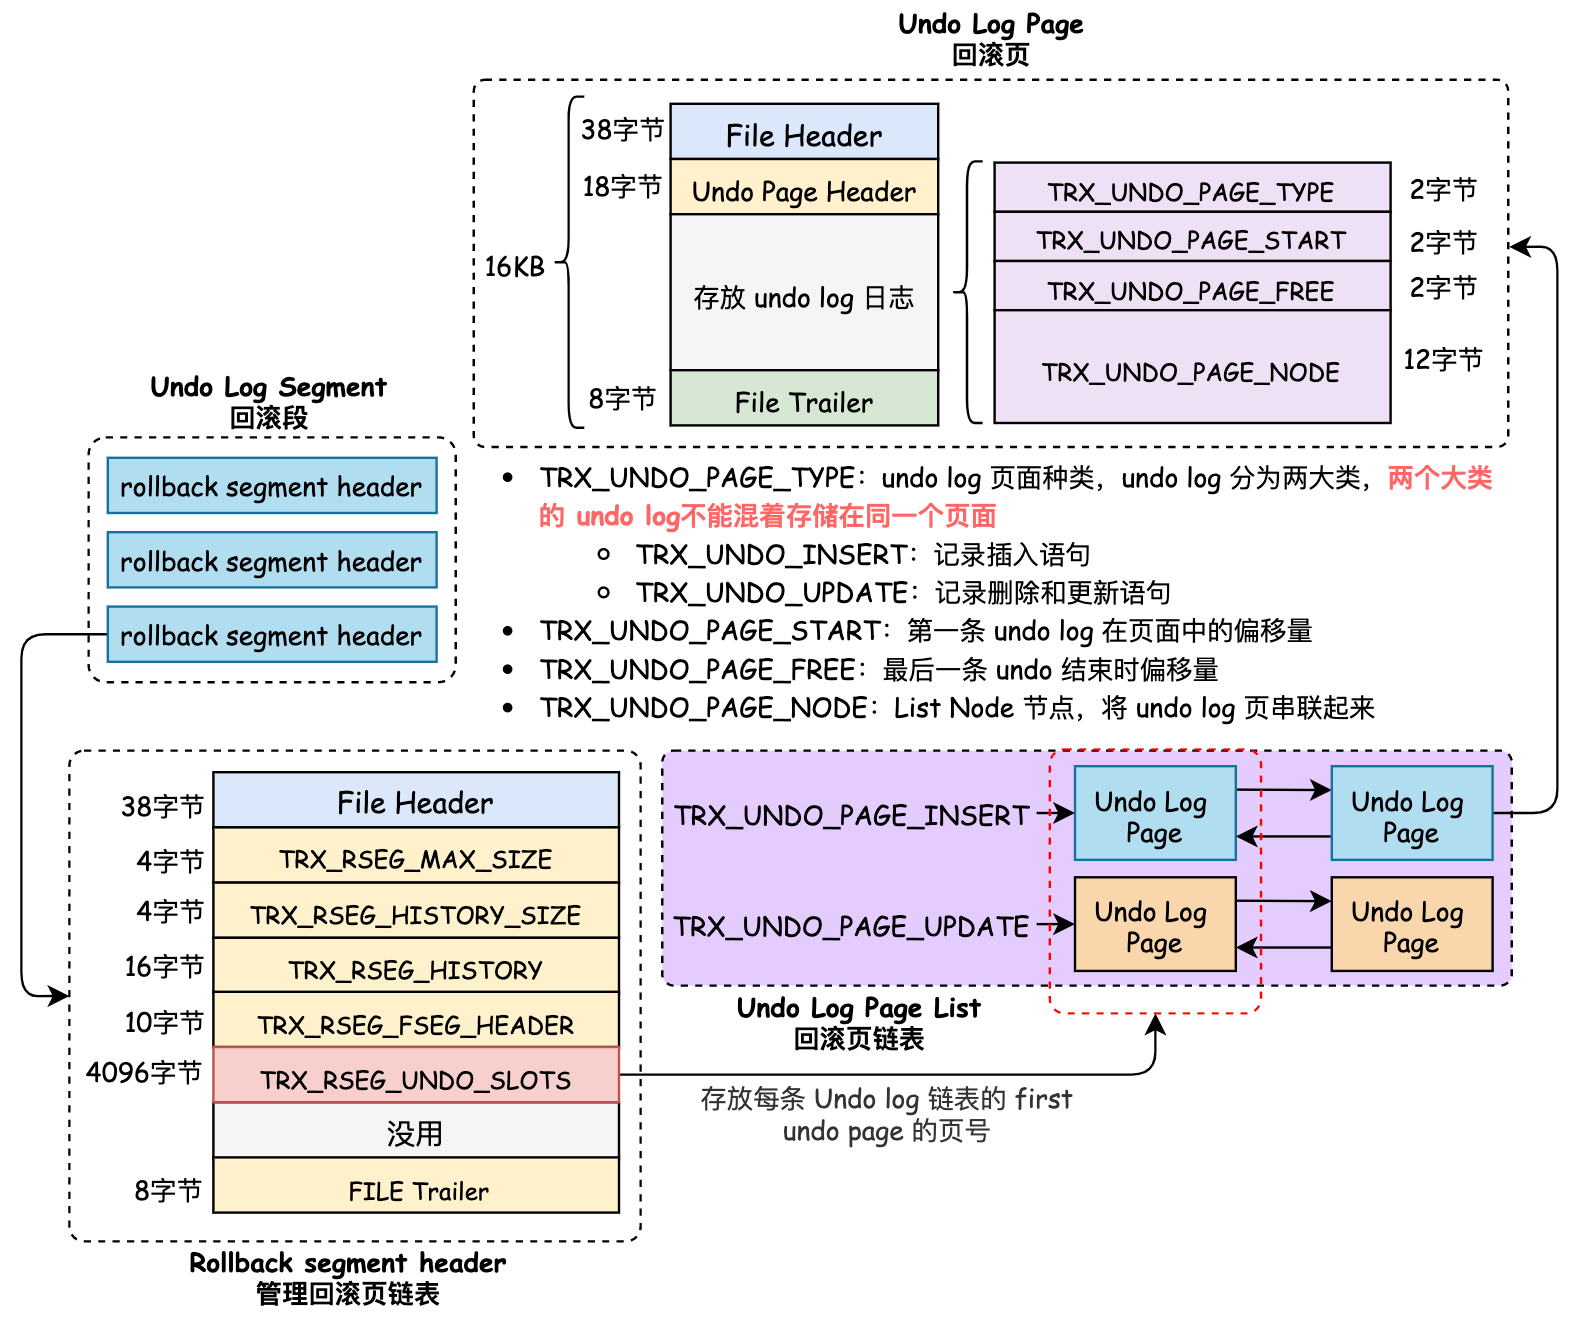 Undo Log Page
回滚页
16KB
38字节
File Header
18字节
Undo Page Header
存放 undo log 日志
8字节
File Trailer
TRX_UNDO_PAGE_TYPE
2字节
TRX_UNDO_PAGE_START
2字节
TRX_UNDO_PAGE_FREE
2字节
TRX_UNDO_PAGE_NODE
12字节
Undo Log Segment
回滚段
rollback segment header
rollback segment header
rollback segment header
• TRX_UNDO_PAGE_TYPE：undo log 页面种类，undo log 分为两大类，两个大类
的 undo log不能混着存储在同一个页面
○ TRX_UNDO_INSERT：记录插入语句
○ TRX_UNDO_UPDATE：记录删除和更新语句
• TRX_UNDO_PAGE_START：第一条 undo log 在页面中的偏移量
• TRX_UNDO_PAGE_FREE：最后一条 undo 结束时偏移量
• TRX_UNDO_PAGE_NODE：List Node 节点，将 undo log 页串联起来
38字节
File Header
4字节
TRX_RSEG_MAX_SIZE
4字节
TRX_RSEG_HISTORY_SIZE
16字节
TRX_RSEG_HISTORY
10字节
TRX_RSEG_FSEG_HEADER
4096字节
TRX_RSEG_UNDO_SLOTS
没用
8字节
FILE Trailer
Rollback segment header
管理回滚页链表
TRX_UNDO_PAGE_INSERT
Undo Log
Page
Undo Log
Page
TRX_UNDO_PAGE_UPDATE
Undo Log
Page
Undo Log
Page
Undo Log Page List
回滚页链表
存放每条 Undo log 链表的 first
undo page 的页号